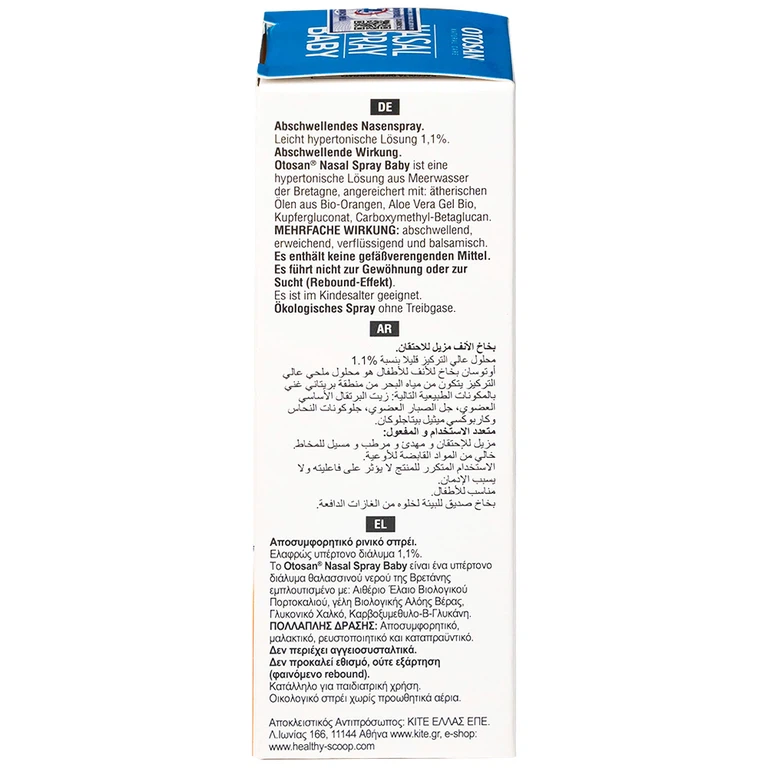 OTOSAN
NATURAL CARE
NASAL
SPRAY
BABY
DE
Abschwellendes Nasenspray.
Leicht hypertonische Lösung 1,1%.
Abschwellende Wirkung.
Otosan® Nasal Spray Baby ist eine
hypertonische Lösung aus Meerwasser
der Bretagne, angereichert mit: ätherischen
Ölen aus Bio-Orangen, Aloe Vera Gel Bio,
Kupfergluconat, Carboxymethyl-Betaglucan.
MEHRFACHE WIRKUNG: abschwellend,
erweichend, verflüssigend und balsamisch.
Es enthält keine gefäßverengenden Mittel.
Es führt nicht zur Gewöhnung oder zur
Sucht (Rebound-Effekt).
Es ist im Kindesalter geeignet.
Ökologisches Spray ohne Treibgase.
AR
بخاخ الأنف مزيل للاحتقان.
محلول عالي التركيز قليلا بنسبة 1.1%
أوتوسان بخاخ للأنف للأطفال هو محلول ملحي عالي
التركيز يتكون من مياه البحر من منطقة بريتاني غني
بالمكونات الطبيعية التالية: زيت البرتقال الأساسي
العضوي، جل الصبار العضوي، جلوكونات النحاس
وكاربوكسي ميثيل بيتاجلوكان.
متعدد الاستخدام و المفعول:
مزيل للإحتقان و مهدئ و مرطب و مسيل للمخاط.
خالي من المواد القابضة للأوعية.
الاستخدام المتكرر للمنتج لا يؤثر على فاعليته ولا
يسبب الإدمان.
مناسب للأطفال.
بخاخ صديق للبيئة لخلوه من الغازات الدافعة.
EL
Αποσυμφορητικό ρινικό σπρέι.
Ελαφρώς υπέρτονο διάλυμα 1,1%.
Το Otosan® Nasal Spray Baby είναι ένα υπέρτονο
διάλυμα θαλασσινού νερού της Βρετάνης
εμπλουτισμένο με: Αιθέριο Έλαιο Βιολογικού
Πορτοκαλιού, γέλη Βιολογικής Αλόης Βέρας,
Γλυκονικό Χαλκό, Καρβοξυμεθυλο-Β-Γλυκάνη.
ΠΟΛΛΑΠΛΗΣ ΔΡΑΣΗΣ: Αποσυμφορητικό,
μαλακτικό, ρευστοποιητικό και καταπραϋντικό.
Δεν περιέχει αγγειοσυσταλτικά.
Δεν προκαλεί εθισμό, ούτε εξάρτηση
(φαινόμενο rebound).
Κατάλληλο για παιδιατρική χρήση.
Οικολογικό σπρέι χωρίς προωθητικά αέρια.
Αποκλειστικός Αντιπρόσωπος: ΚΙΤΕ ΕΛΛΑΣ ΕΠΕ.
Λ.Ιωνίας 166, 11144 Αθήνα www.kite.gr, e-shop:
www.healthy-scoop.com